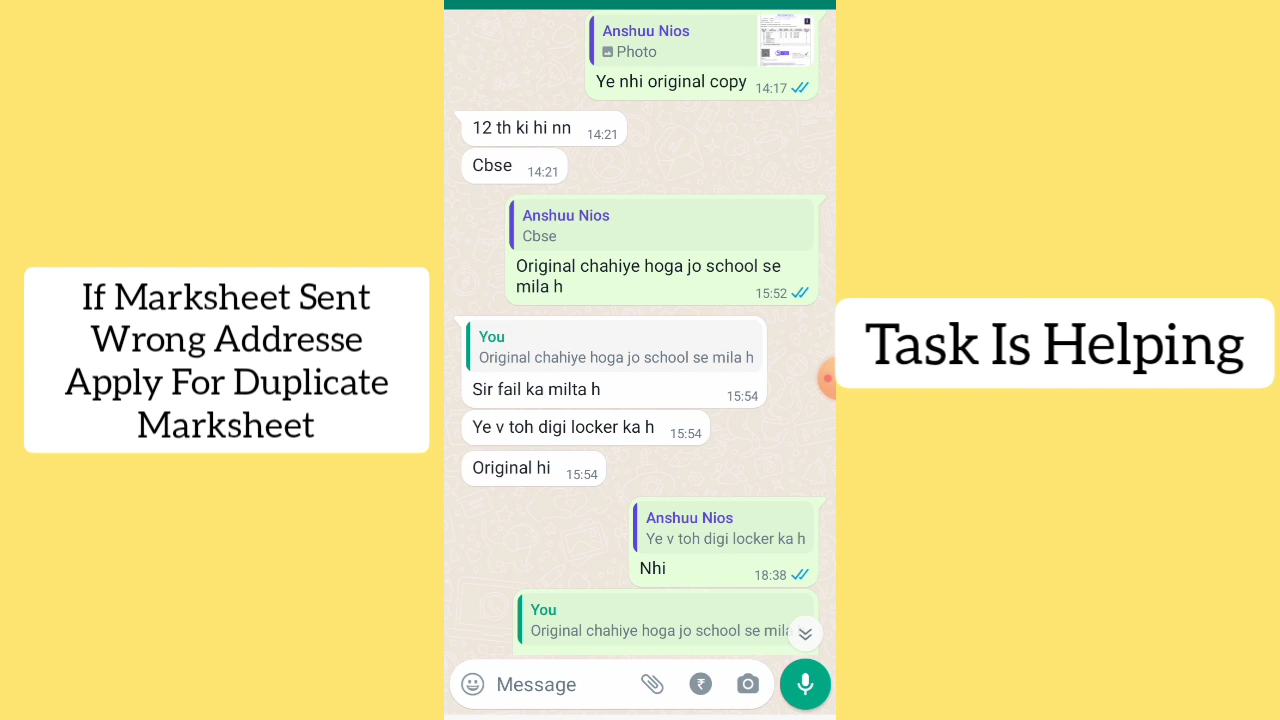 If Marksheet Sent
Wrong Addresse
Apply For Duplicate
Marksheet
Anshuu Nios
Photo
Ye nhi original copy 14:17
12 th ki hi nn 14:21
Cbse 14:21
Anshuu Nios
Cbse
Original chahiye hoga jo school se
mila h 15:52
You
Original chahiye hoga jo school se mila h
Sir fail ka milta h 15:54
Ye v toh digi locker ka h 15:54
Original hi 15:54
Anshuu Nios
Ye v toh digi locker ka h
Nhi 18:38
You
Original chahiye hoga jo school se mila
Message
Task Is Helping